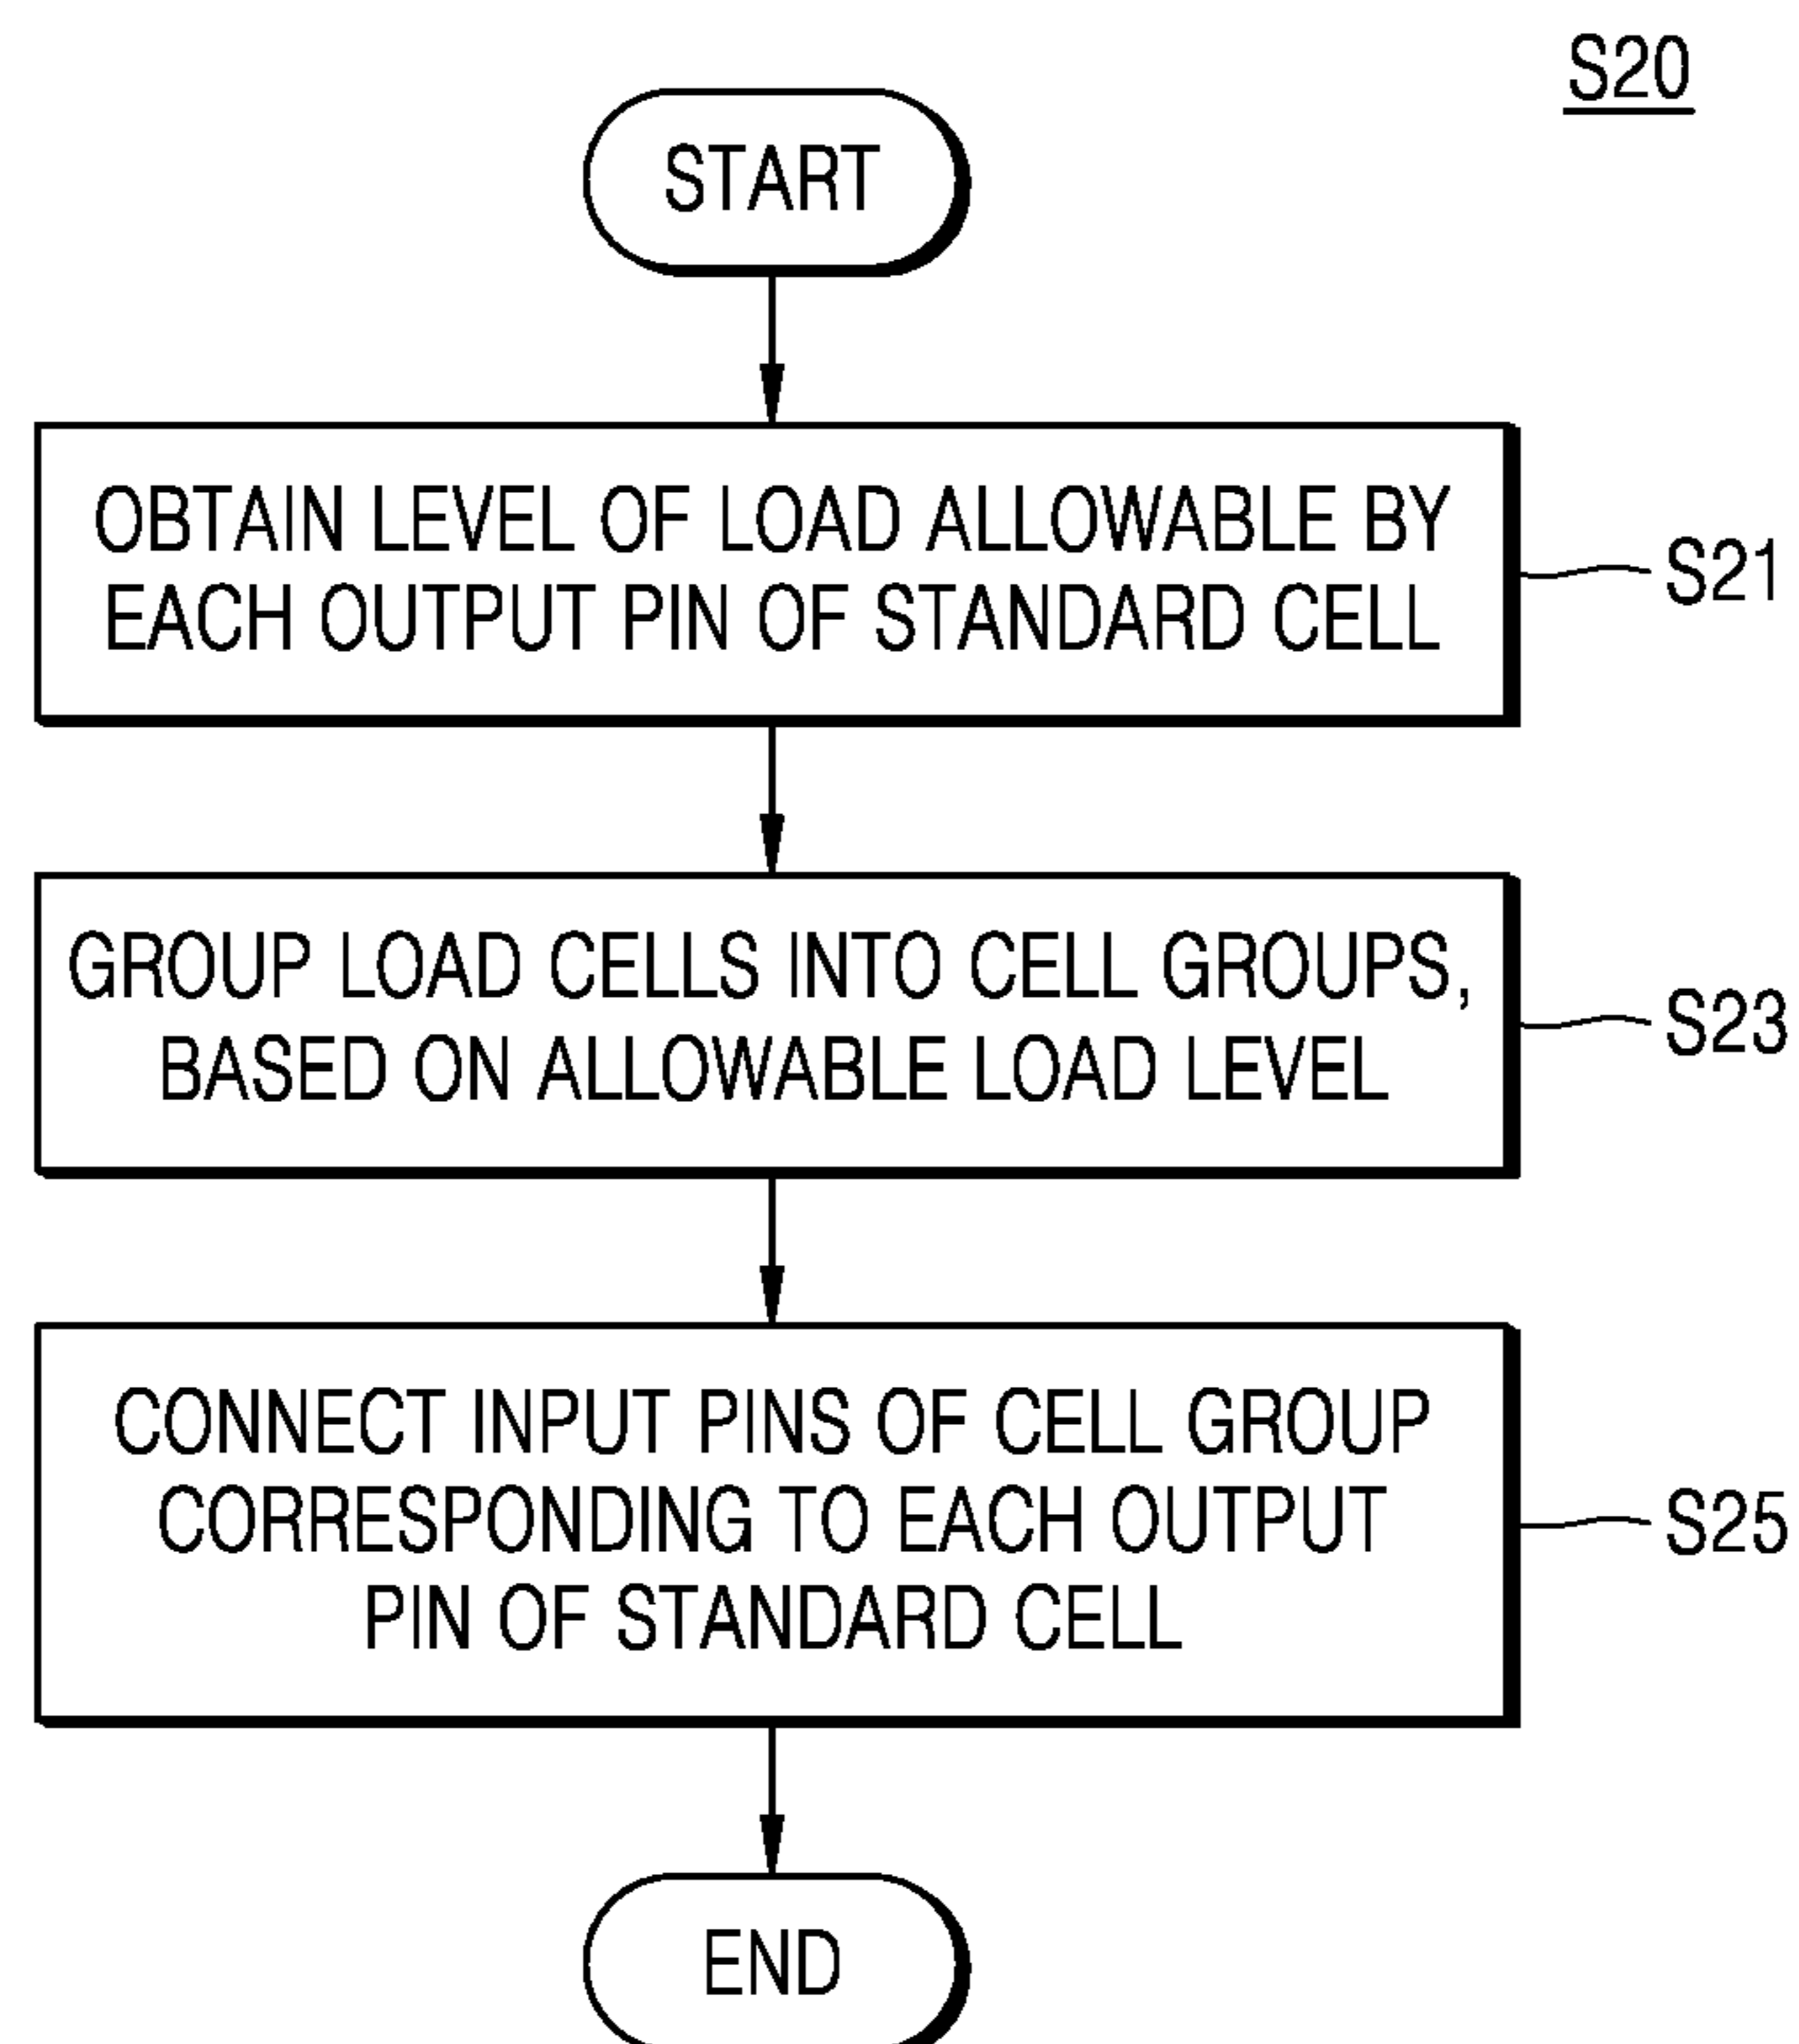 S20
START
OBTAIN LEVEL OF LOAD ALLOWABLE BY
EACH OUTPUT PIN OF STANDARD CELL
S21
GROUP LOAD CELLS INTO CELL GROUPS,
BASED ON ALLOWABLE LOAD LEVEL
S23
CONNECT INPUT PINS OF CELL GROUP
CORRESPONDING TO EACH OUTPUT
PIN OF STANDARD CELL
S25
END